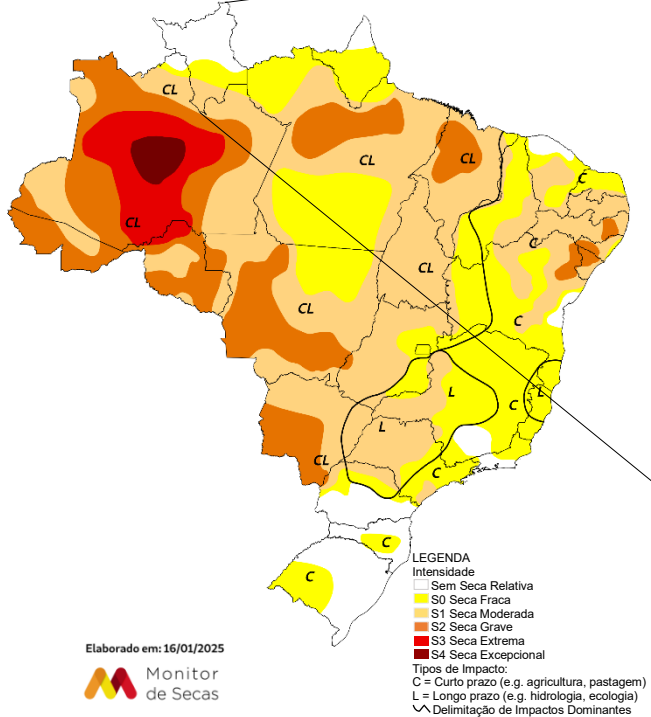 CL
CL
CL
C
CL
C
CL
CL
C
L
L
C
L
CL
C
C
C
LEGENDA
Intensidade
Sem Seca Relativa
S0 Seca Fraca
S1 Seca Moderada
S2 Seca Grave
S3 Seca Extrema
S4 Seca Excepcional
Tipos de Impacto:
C = Curto prazo (e.g. agricultura, pastagem)
L = Longo prazo (e.g. hidrologia, ecologia)
Delimitação de Impactos Dominantes
Elaborado em: 16/01/2025
Monitor
de Secas